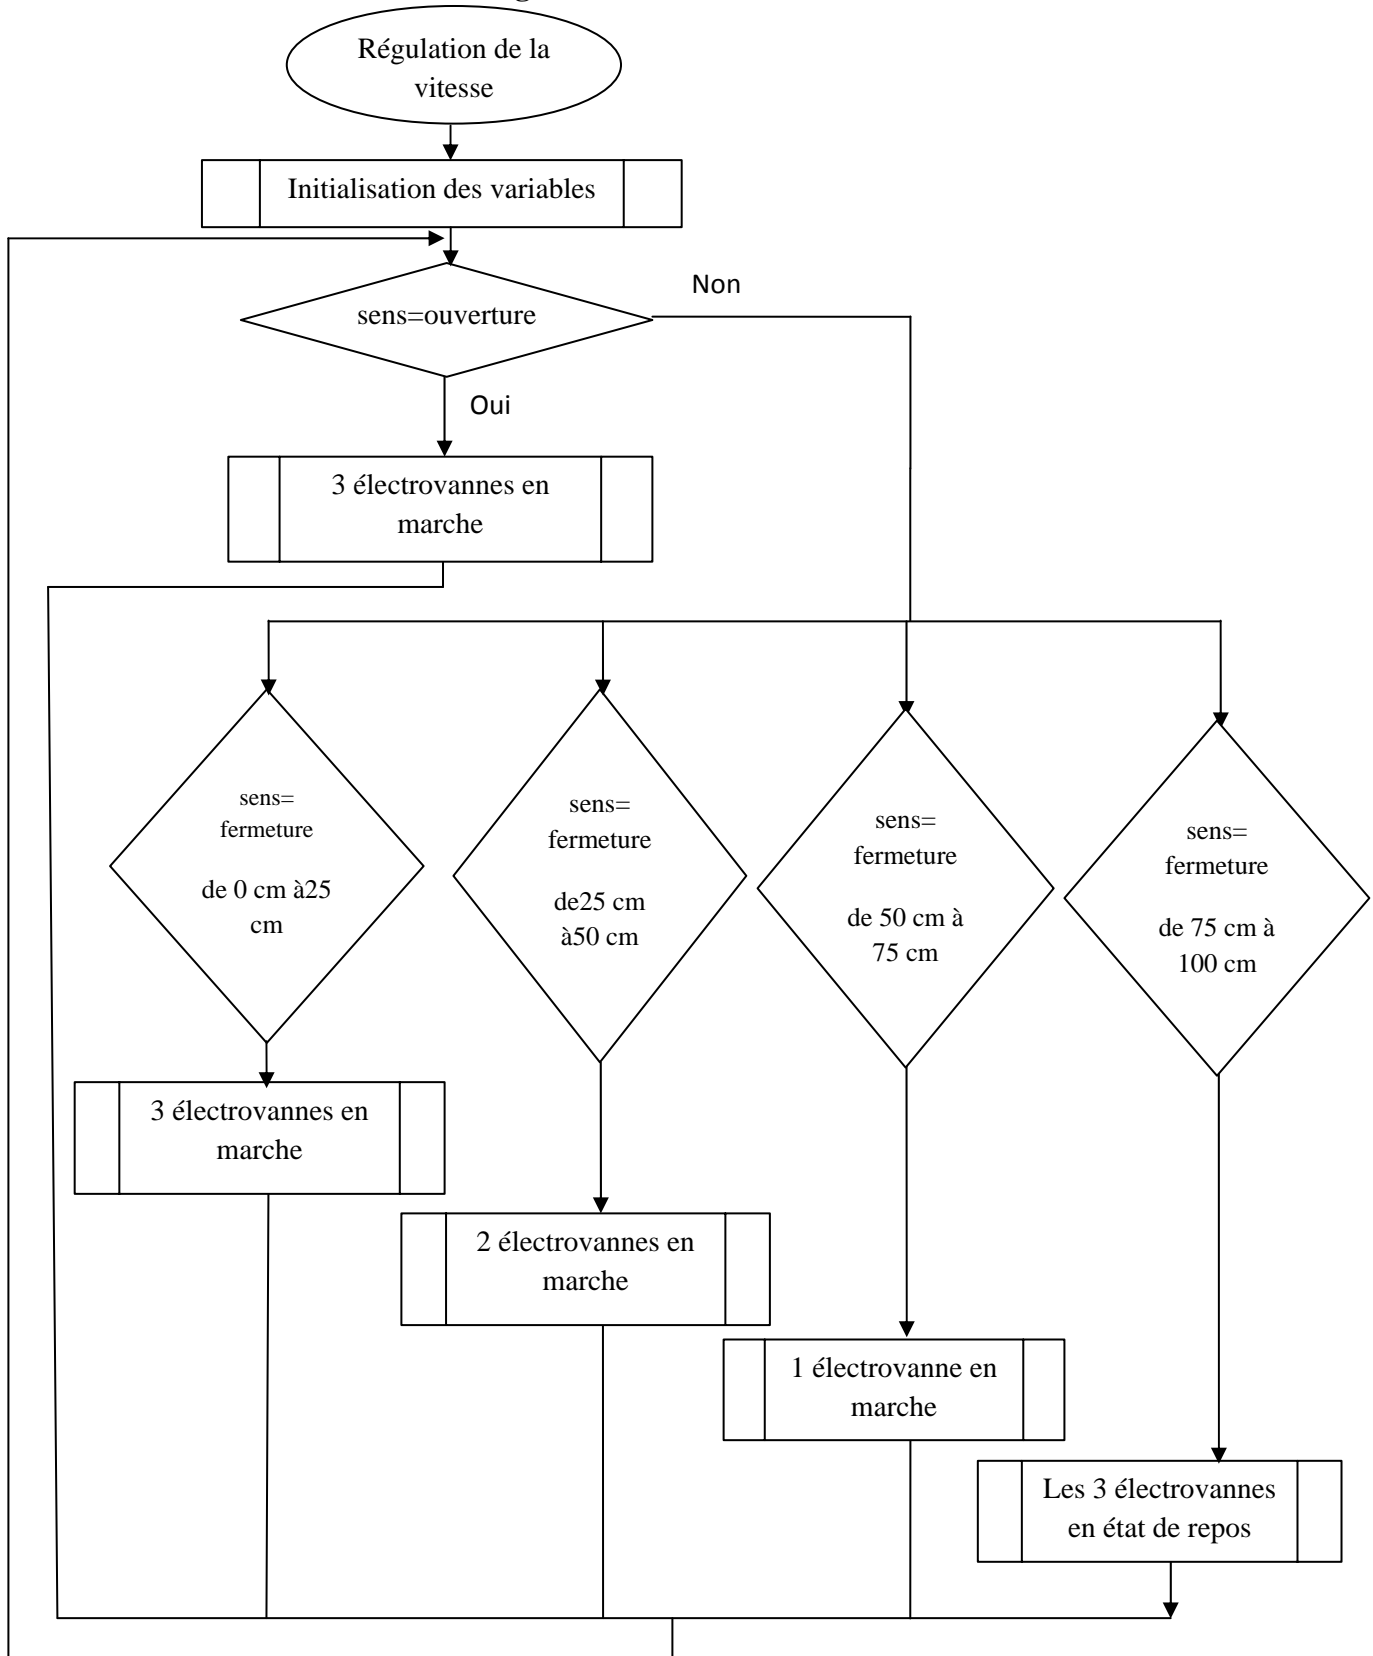 Régulation de la
vitesse
Initialisation des variables
Non
sens=ouverture
Oui
3 électrovannes en
marche
sens=
fermeture
de 0 cm à25
cm
sens=
fermeture
de25 cm
à50 cm
sens=
fermeture
de 50 cm à
75 cm
sens=
fermeture
de 75 cm à
100 cm
3 électrovannes en
marche
2 électrovannes en
marche
1 électrovanne en
marche
Les 3 électrovannes
en état de repos